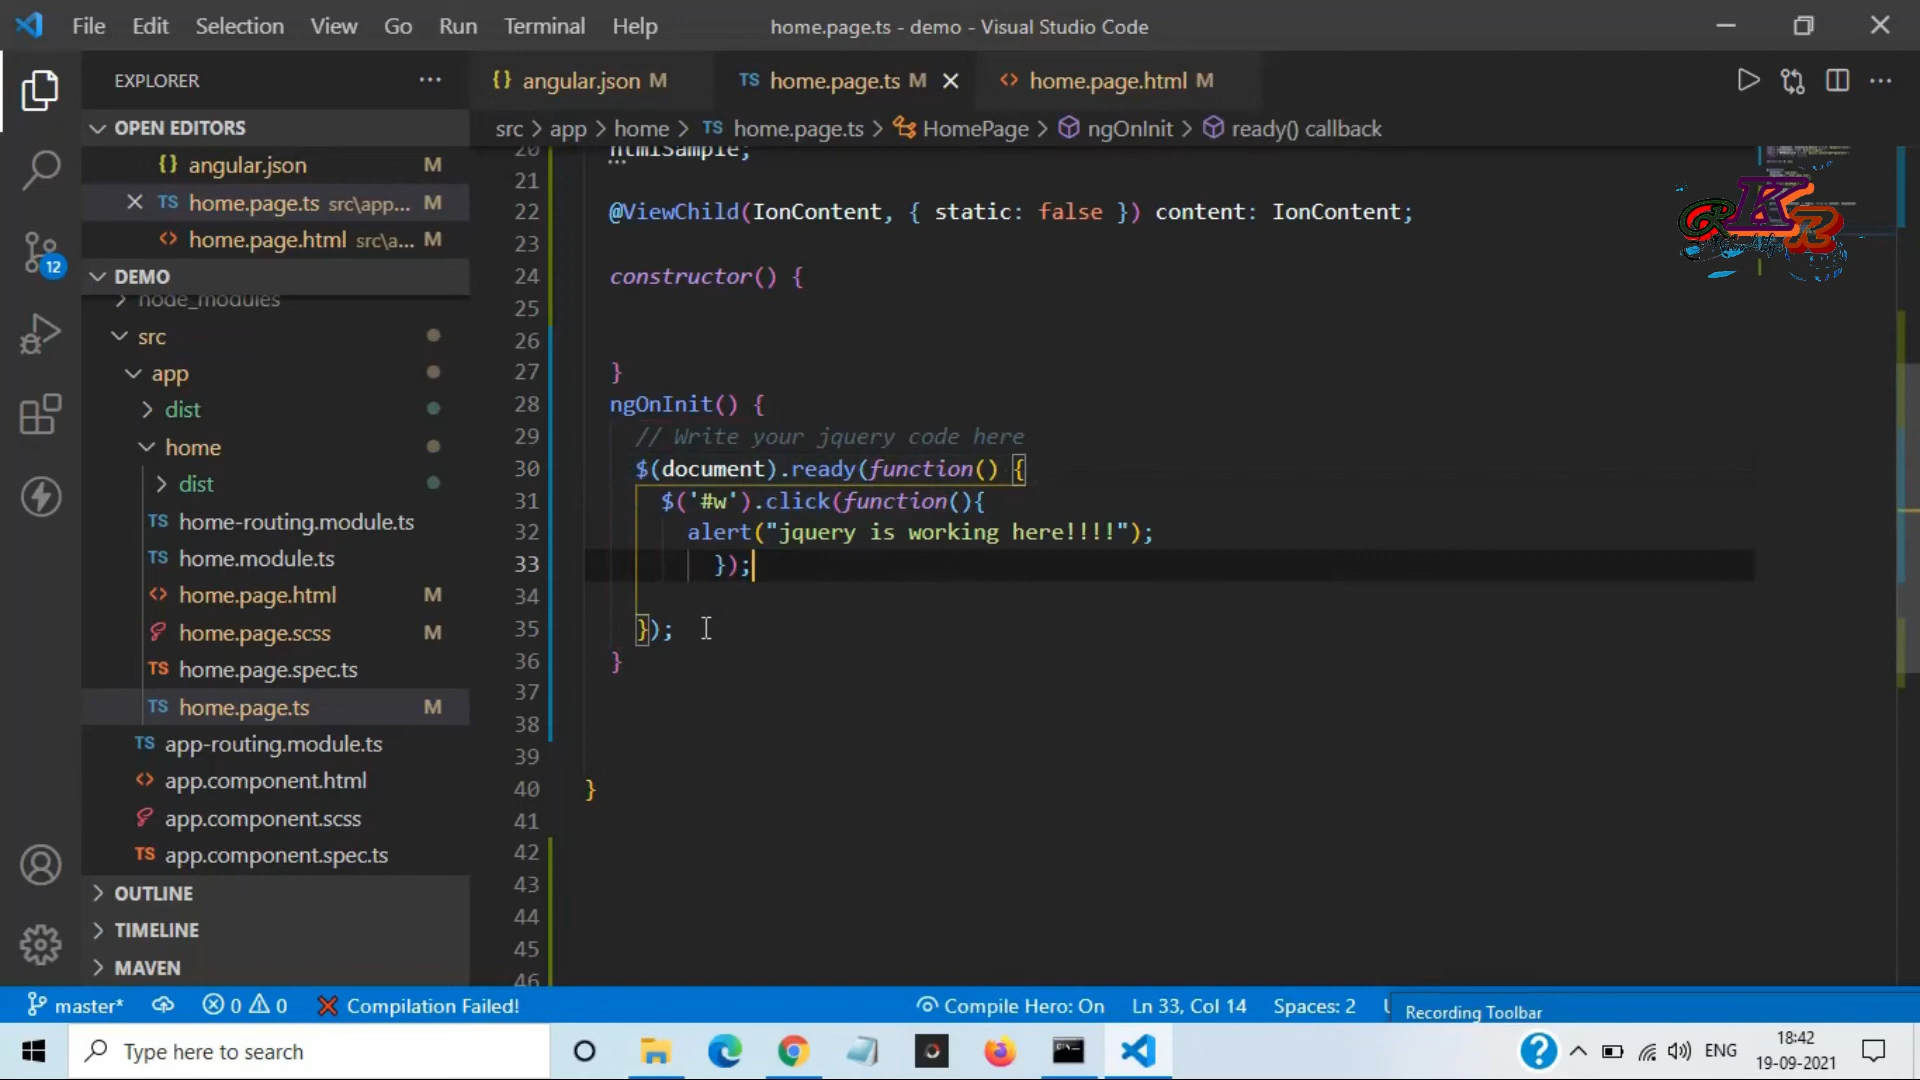 File Edit Selection View Go Run Terminal Help home.page.ts - demo - Visual Studio Code
EXPLORER
{} angular.json M TS home.page.ts M <> home.page.html M
OPEN EDITORS
{} angular.json M
TS home.page.ts src\app... M
<> home.page.html src\a... M
DEMO
node_modules
src
app
dist
home
dist
TS home-routing.module.ts
TS home.module.ts
<> home.page.html M
home.page.scss M
TS home.page.spec.ts
TS home.page.ts M
TS app-routing.module.ts
<> app.component.html
app.component.scss
TS app.component.spec.ts
OUTLINE
TIMELINE
MAVEN
12
src > app > home > TS home.page.ts > HomePage > ngOnInit > ready() callback
20 htmlSample;
21
22 @ViewChild(IonContent, { static: false }) content: IonContent;
23
24 constructor() {
25
26
27 }
28 ngOnInit() {
29 // Write your jquery code here
30 $(document).ready(function() {
31 $('#w').click(function(){
32 alert("jquery is working here!!!!");
33 });
34
35 });
36 }
37
38
39
40 }
41
42
43
44
45
46
KR
master* 0 0 Compilation Failed! Compile Hero: On Ln 33, Col 14 Spaces: 2 Recording Toolbar
Type here to search
ENG
18:42
19-09-2021